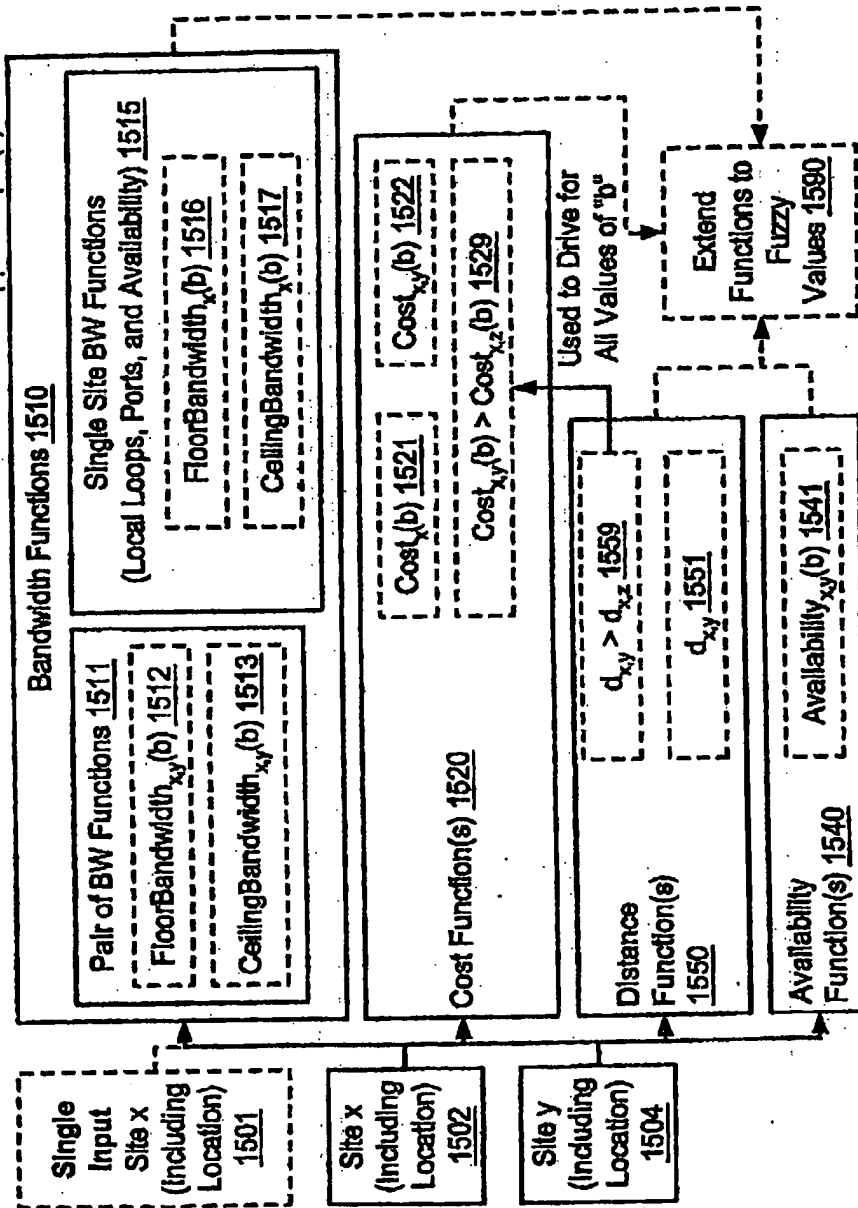 Single
Input
Site x
(Including
Location)
1501
Site x
(Including
Location)
1502
Site y
(Including
Location)
1504
Bandwidth Functions 1510
Pair of BW Functions 1511
FloorBandwidthx,y(b) 1512
CeilingBandwidthx,y(b) 1513
Single Site BW Functions
(Local Loops, Ports, and Availability) 1515
FloorBandwidthx(b) 1516
CeilingBandwidthx(b) 1517
Cost Function(s) 1520
Costx(b) 1521
Costx,y(b) 1522
Costx,y(b) > Costx,z(b) 1529
Used to Drive for
All Values of "b"
Distance
Function(s)
1550
dx,y > dx,z 1559
dx,y 1551
Availability
Function(s) 1540
Availabilityx,y(b) 1541
Extend
Functions to
Fuzzy
Values 1590